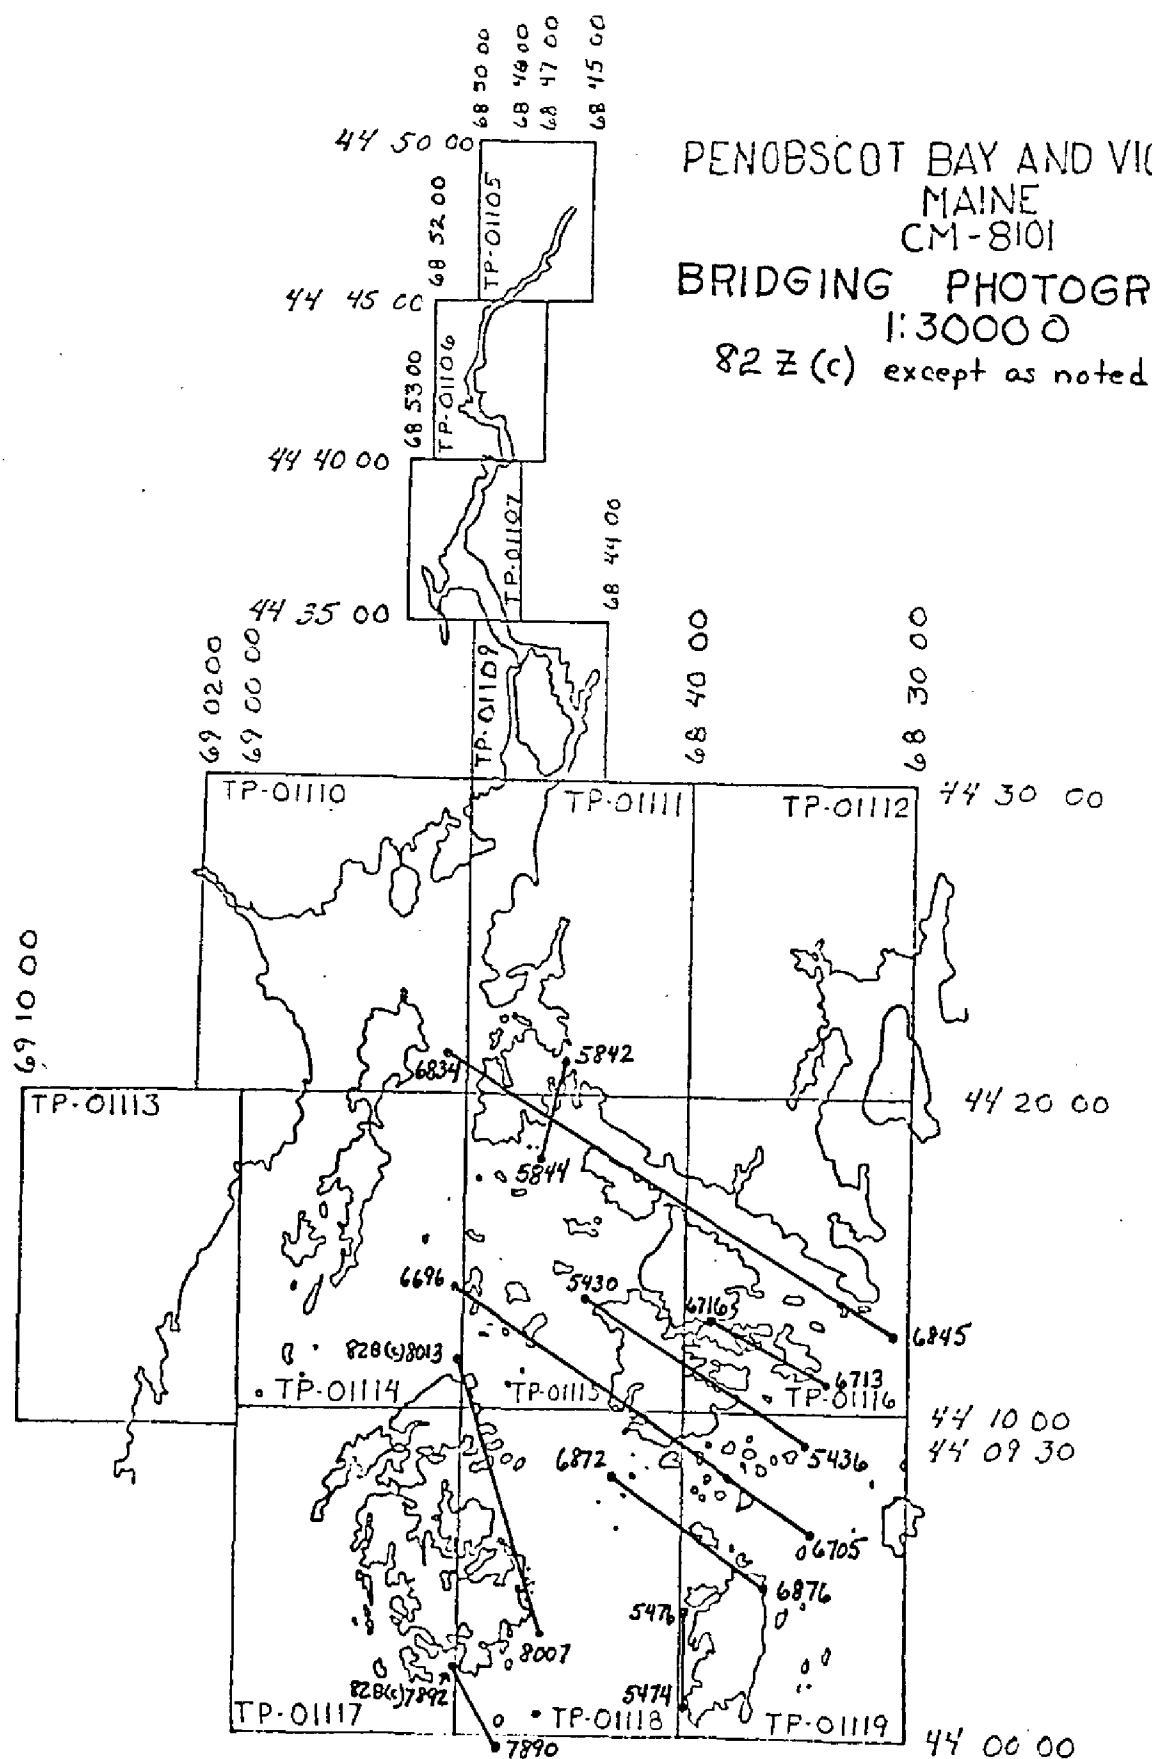 68 50 00
68 48 00
68 47 00
68 45 00
44 50 00
PENOBSCOT BAY AND VIC
MAINE
CM-8101
BRIDGING PHOTOGR
1:30000
82 Z (C) except as noted
TP-01105
68 52 00
44 45 00
TP-01106
68 53 00
44 40 00
TP-01107
68 44 00
44 35 00
TP-01109
69 02 00
69 00 00
68 40 00
68 30 00
TP-01110
TP-01111
TP-01112
44 30 00
69 10 00
6834
5842
TP-01113
44 20 00
5844
6696
5430
6716
6845
82B(c)8013
6713
TP-01114
TP-01115
TP-01116
44 10 00
44 09 30
6872
5436
6705
6876
5476
8007
82B(c)7892
5474
TP-01117
TP-01118
TP-01119
7890
44 00 00